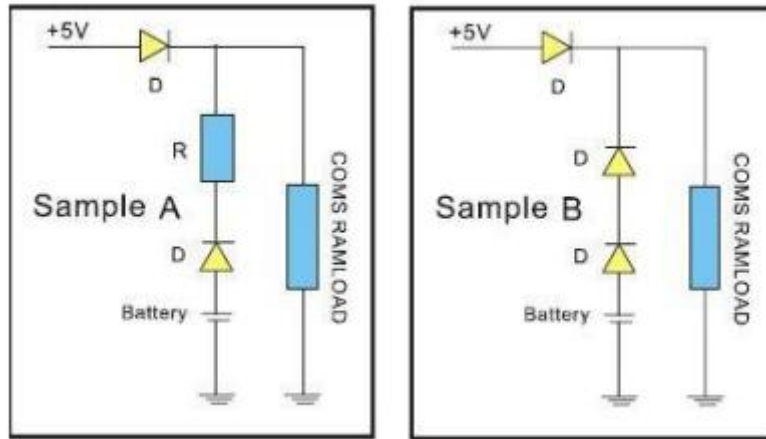 +5V
D
R
Sample A
D
Battery
COMS RAMLOAD
+5V
D
D
Sample B
D
Battery
COMS RAMLOAD